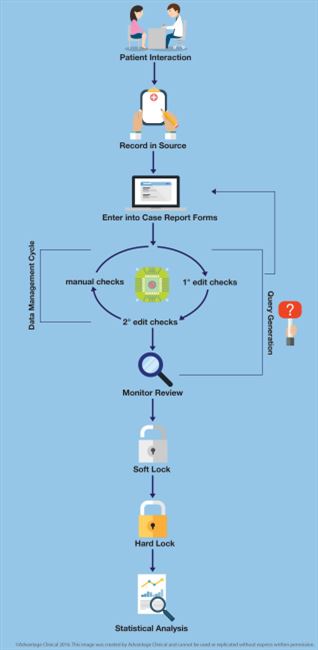 Patient Interaction
Record in Source
Enter into Case Report Forms
Data Management Cycle
manual checks
1° edit checks
2° edit checks
Query Generation
?
Monitor Review
Soft Lock
Hard Lock
Statistical Analysis
©Advantage Clinical 2016. This image was created by Advantage Clinical and cannot be used or replicated without express written permission.